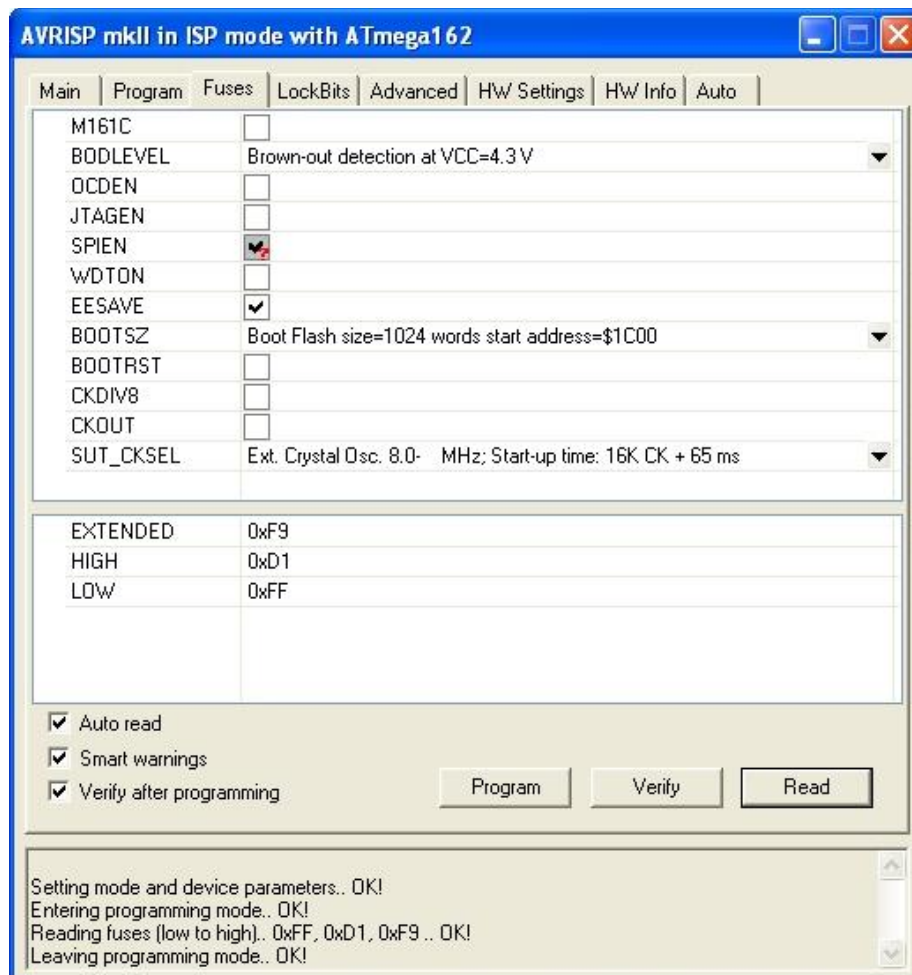 AVRISP mkII in ISP mode with ATmega162
Main Program Fuses LockBits Advanced HW Settings HW Info Auto
M161C
BODLEVEL Brown-out detection at VCC=4.3 V
OCDEN
JTAGEN
SPIEN
WDTON
EESAVE
BOOTSZ Boot Flash size=1024 words start address=$1C00
BOOTRST
CKDIV8
CKOUT
SUT_CKSEL Ext. Crystal Osc. 8.0- MHz; Start-up time: 16K CK + 65 ms
EXTENDED 0xF9
HIGH 0xD1
LOW 0xFF
Auto read
Smart warnings
Verify after programming
Program Verify Read
Setting mode and device parameters.. OK!
Entering programming mode.. OK!
Reading fuses (low to high).. 0xFF, 0xD1, 0xF9 .. OK!
Leaving programming mode.. OK!